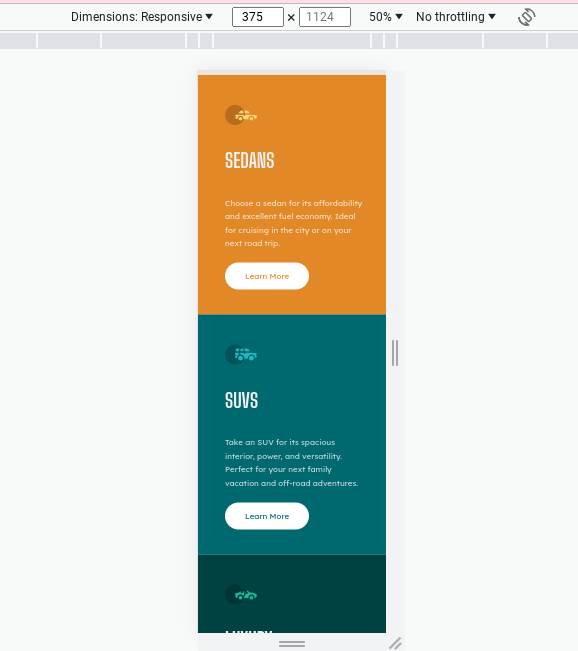 Dimensions: Responsive ▼ 375 × 1124 50% ▼ No throttling ▼
SEDANS
Choose a sedan for its affordability
and excellent fuel economy. Ideal
for cruising in the city or on your
next road trip.
Learn More
SUVS
Take an SUV for its spacious
interior, power, and versatility.
Perfect for your next family
vacation and off-road adventures.
Learn More
LUXURY